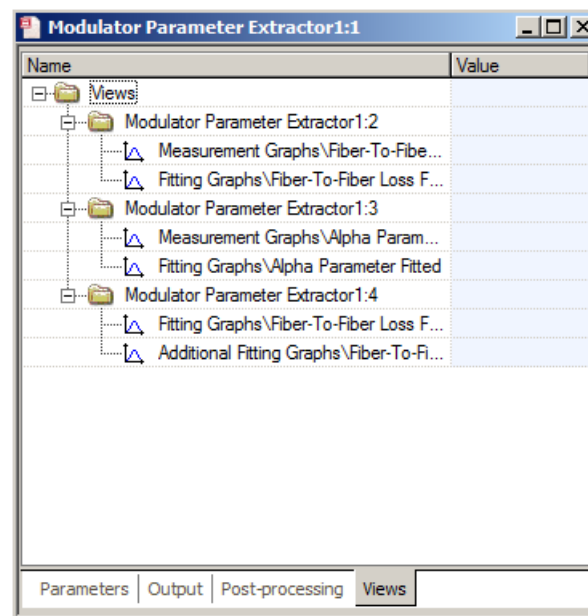 Modulator Parameter Extractor1:1
Name Value
Views
Modulator Parameter Extractor1:2
Measurement Graphs\Fiber-To-Fibe...
Fitting Graphs\Fiber-To-Fiber Loss F...
Modulator Parameter Extractor1:3
Measurement Graphs\Alpha Param...
Fitting Graphs\Alpha Parameter Fitted
Modulator Parameter Extractor1:4
Fitting Graphs\Fiber-To-Fiber Loss F...
Additional Fitting Graphs\Fiber-To-Fi...
Parameters Output Post-processing Views